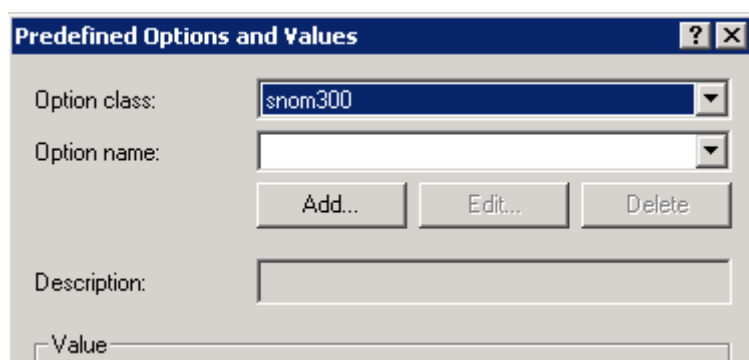 Predefined Options and Values
Option class: snom300
Option name:
Add... Edit... Delete
Description:
Value